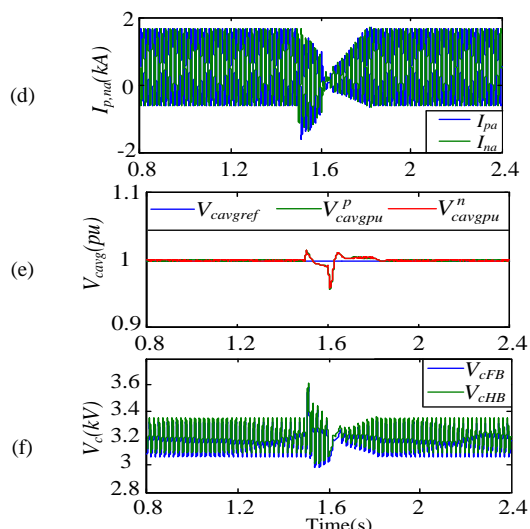 (d)
I_{p,na}(kA)
2
0
-2
I_{pa}
I_{na}
0.8 1.2 1.6 2 2.4
(e)
V_{cavg}(pu)
1.1
1
0.9
V_{cavgref} V^{p}_{cavgpu} V^{n}_{cavgpu}
0.8 1.2 1.6 2 2.4
(f)
V_c(kV)
3.6
3.4
3.2
3
2.8
V_{cFB}
V_{cHB}
0.8 1.2 1.6 2 2.4
Time(s)